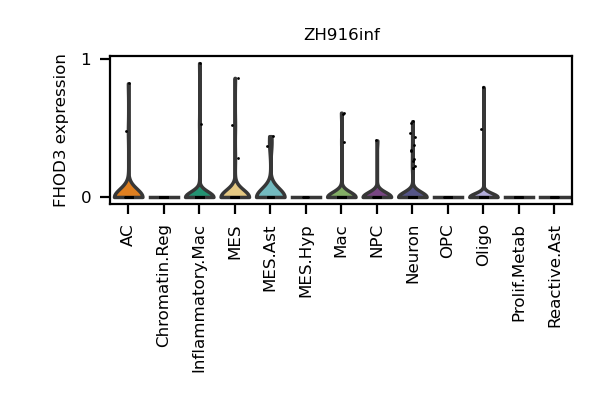 ZH916inf
FHOD3 expression
1
0
AC
Chromatin.Reg
Inflammatory.Mac
MES
MES.Ast
MES.Hyp
Mac
NPC
Neuron
OPC
Oligo
Prolif.Metab
Reactive.Ast